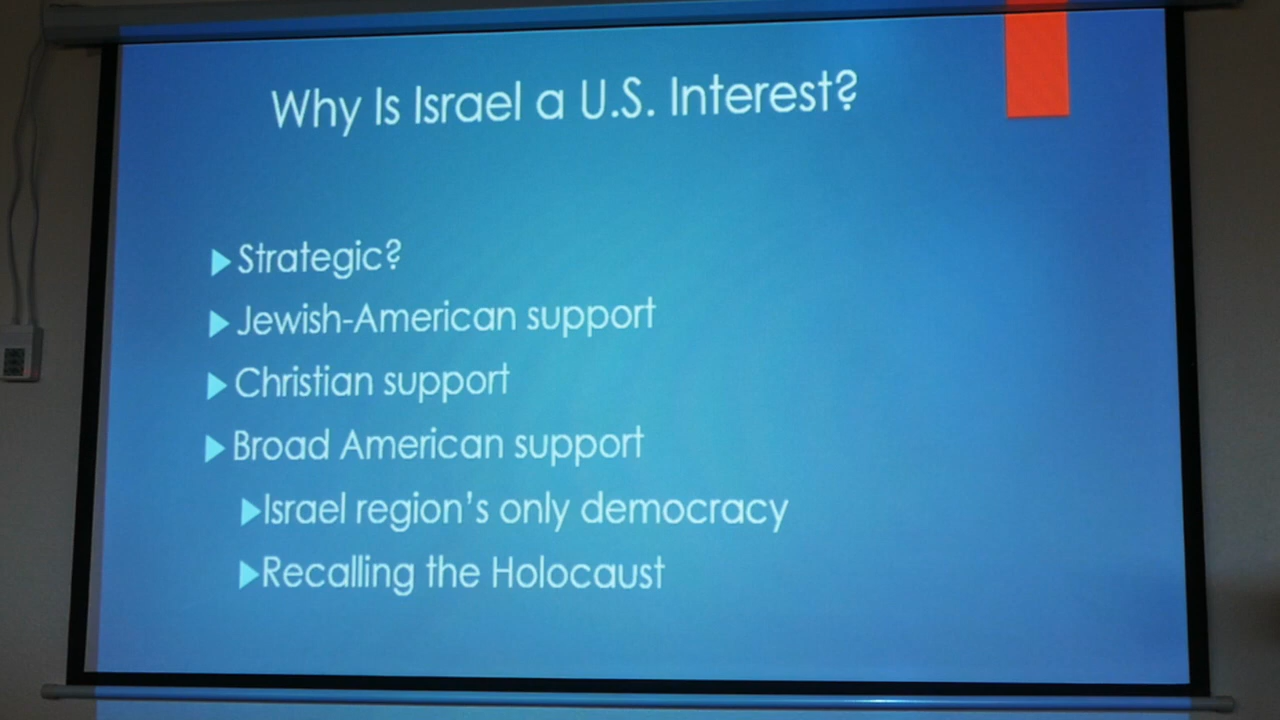 Why Is Israel a U.S. Interest?
Strategic?
Jewish-American support
Christian support
Broad American support
Israel region's only democracy
Recalling the Holocaust